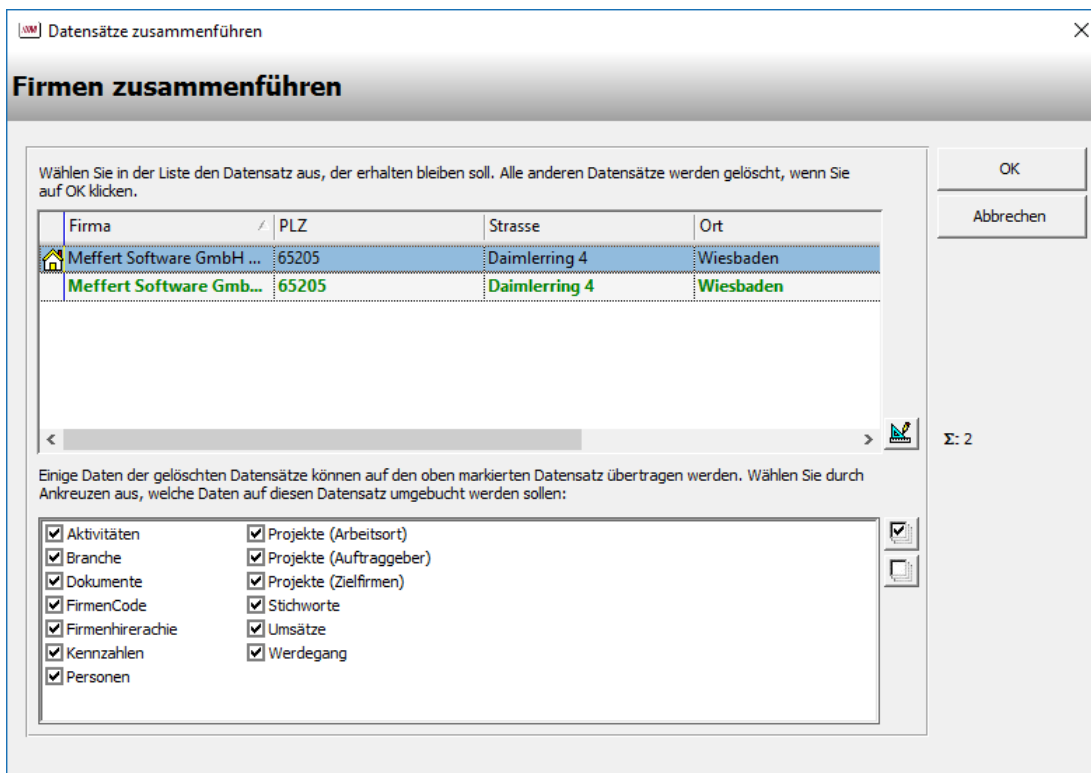 Datensätze zusammenführen
Firmen zusammenführen
Wählen Sie in der Liste den Datensatz aus, der erhalten bleiben soll. Alle anderen Datensätze werden gelöscht, wenn Sie
auf OK klicken.
OK
Abbrechen
Firma PLZ Strasse Ort
Meffert Software GmbH ... 65205 Daimlerring 4 Wiesbaden
Meffert Software Gmb... 65205 Daimlerring 4 Wiesbaden
Σ: 2
Einige Daten der gelöschten Datensätze können auf den oben markierten Datensatz übertragen werden. Wählen Sie durch
Ankreuzen aus, welche Daten auf diesen Datensatz umgebucht werden sollen:
Aktivitäten
Branche
Dokumente
FirmenCode
Firmenhirerachie
Kennzahlen
Personen
Projekte (Arbeitsort)
Projekte (Auftraggeber)
Projekte (Zielfirmen)
Stichworte
Umsätze
Werdegang